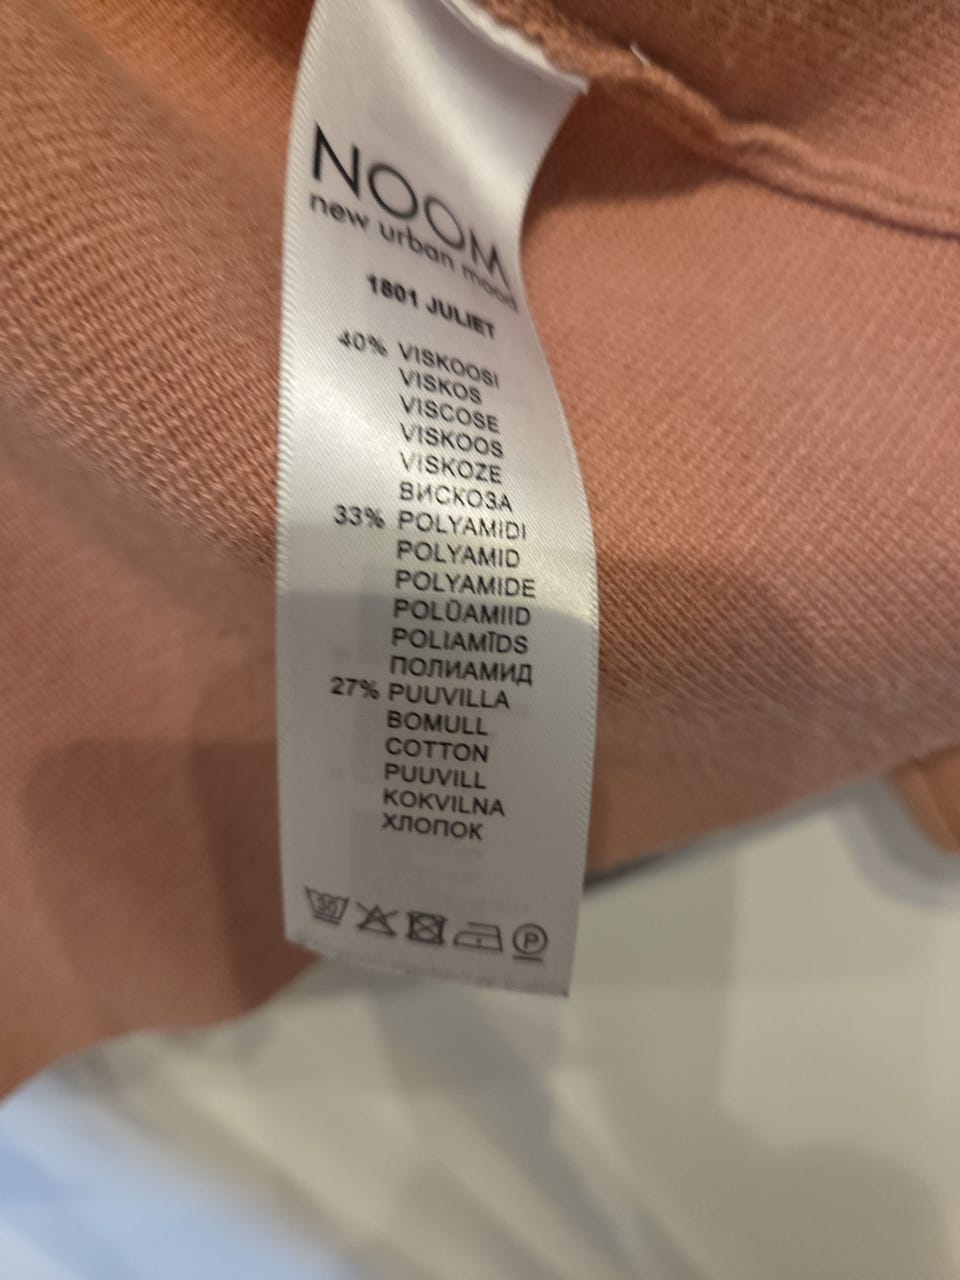 NOOM
new urban mood
1801 JULIET
40% VISKOOSI
VISKOS
VISCOSE
VISKOOS
VISKOZE
ВИСКОЗА
33% POLYAMIDI
POLYAMID
POLYAMIDE
POLÜAMIID
POLIAMĪDS
ПОЛИАМИД
27% PUUVILLA
BOMULL
COTTON
PUUVILL
KOKVILNA
ХЛОПОК
30 P